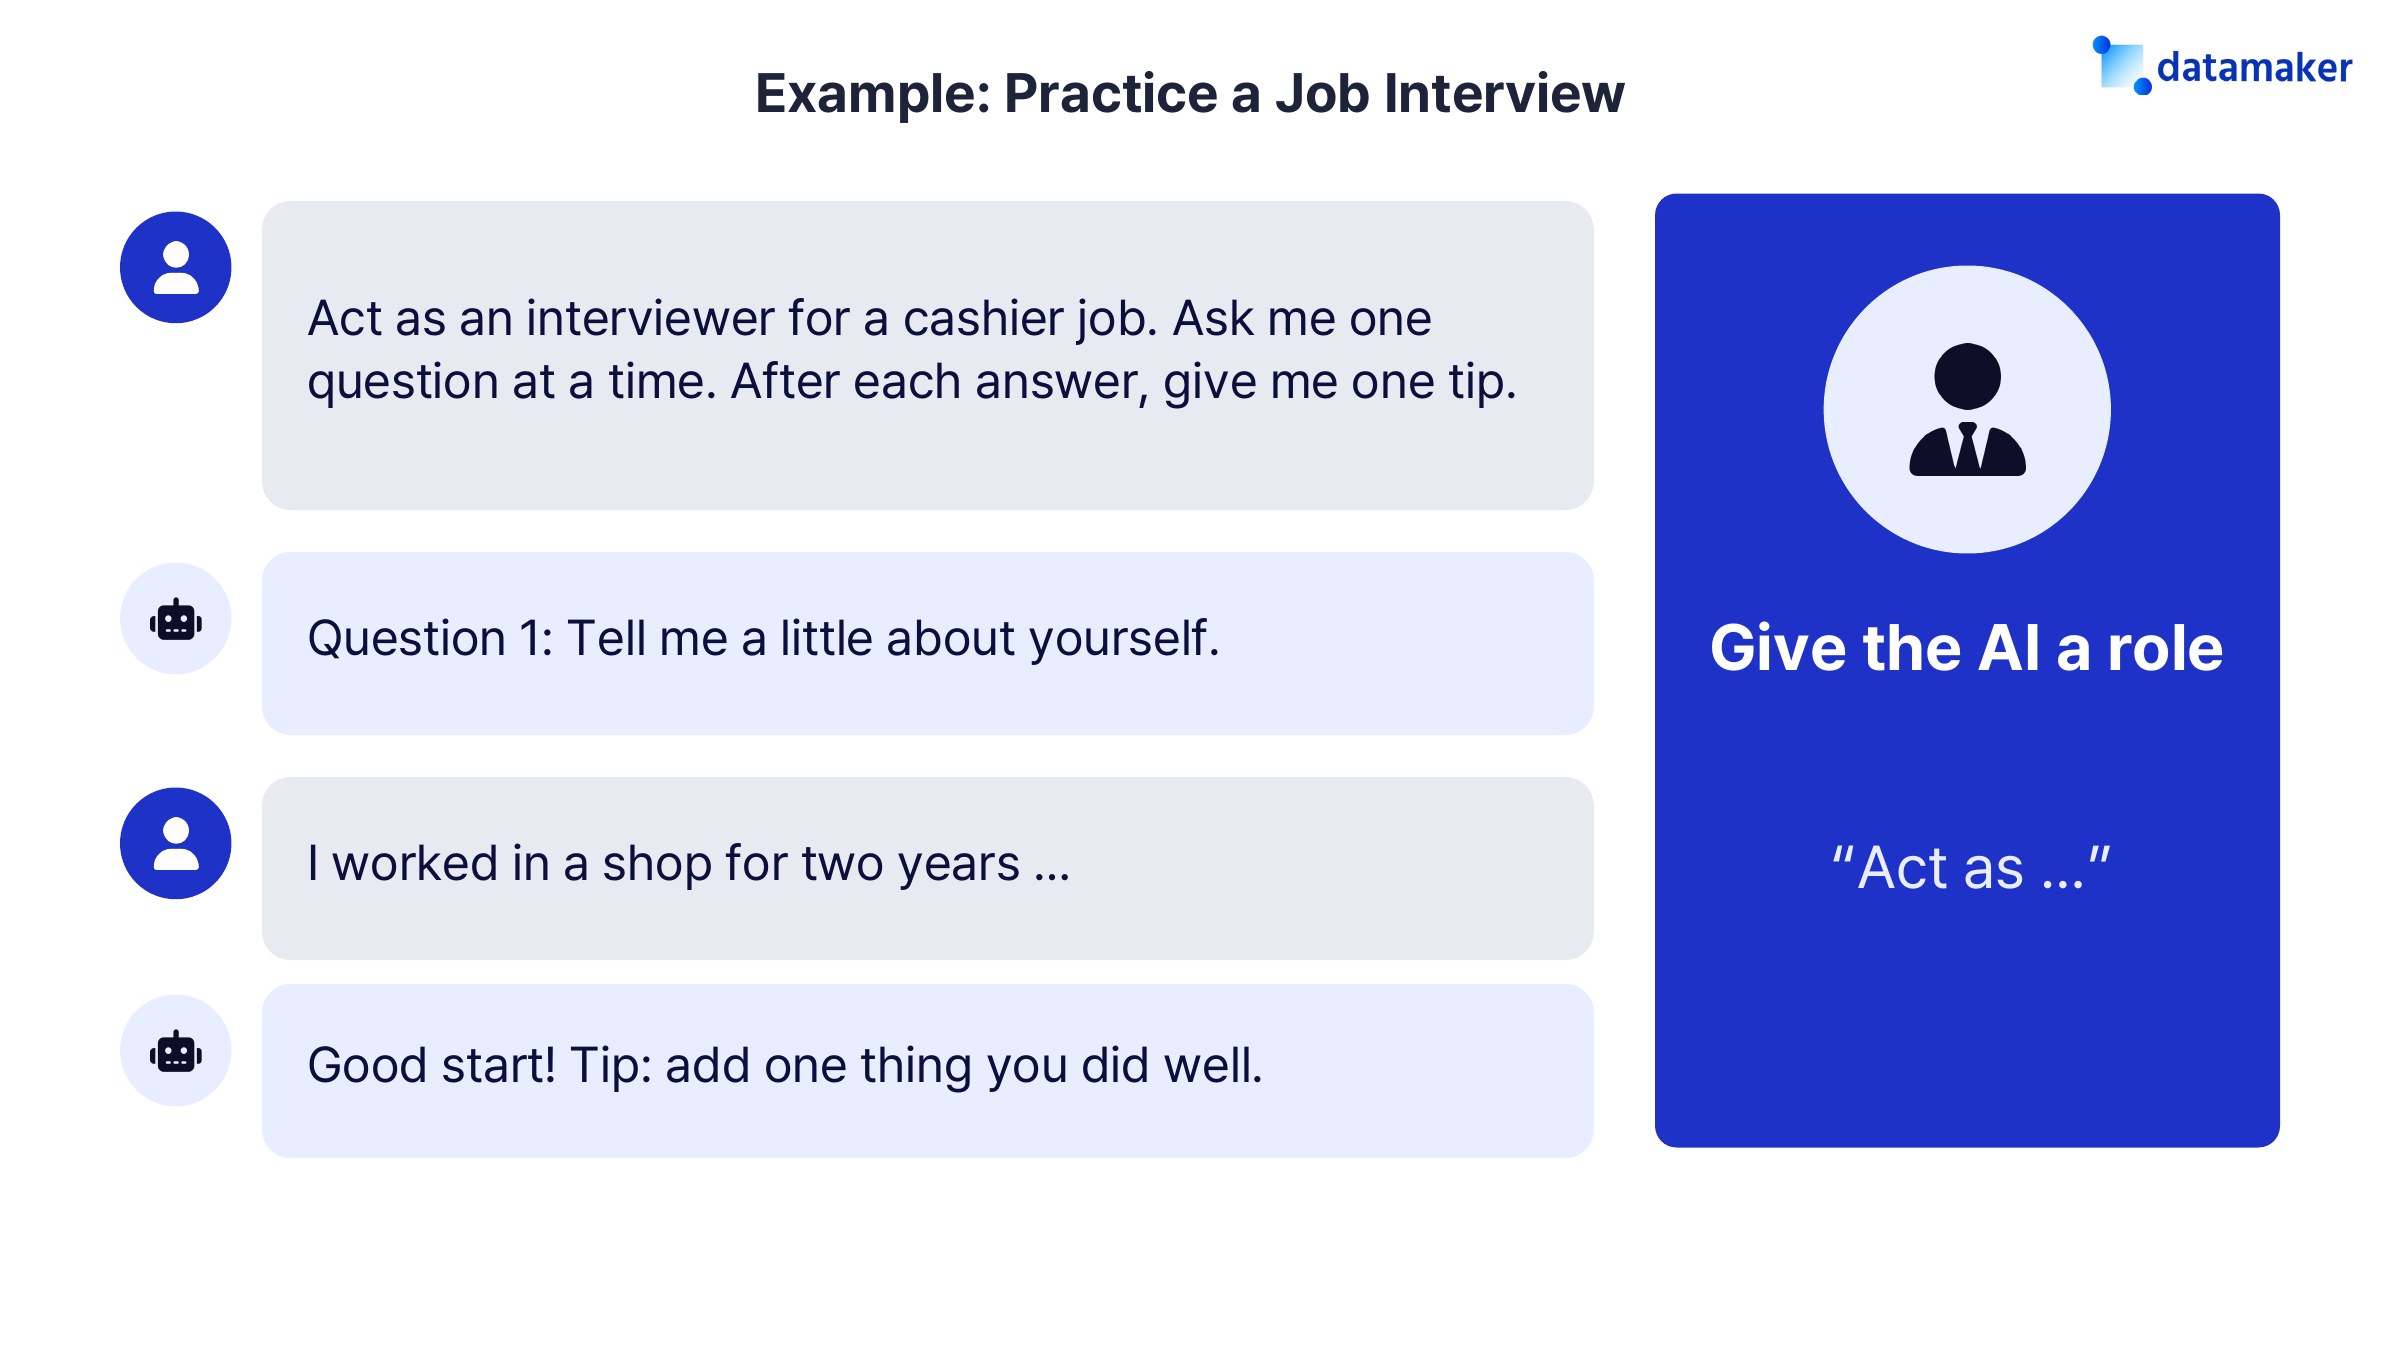 Example: Practice a Job Interview
datamaker
Act as an interviewer for a cashier job. Ask me one
question at a time. After each answer, give me one tip.
Question 1: Tell me a little about yourself.
I worked in a shop for two years ...
Good start! Tip: add one thing you did well.
Give the AI a role
“Act as ...”